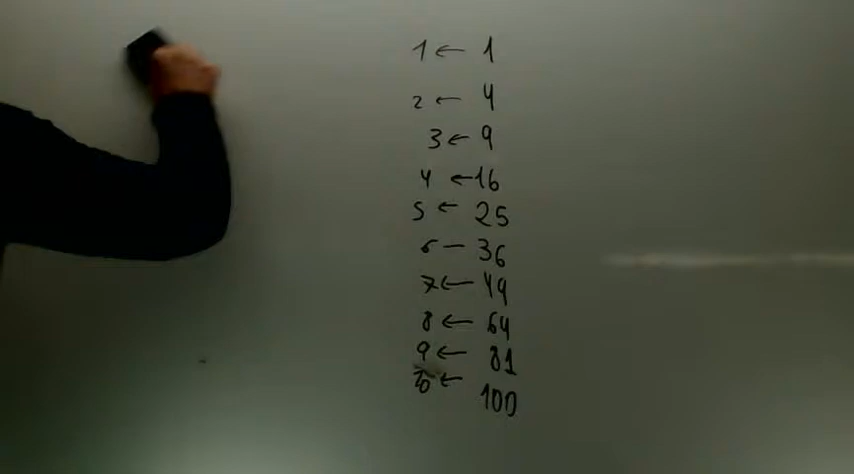 1 ← 1
2 ← 4
3 ← 9
4 ← 16
5 ← 25
6 — 36
7 ← 49
8 ← 64
9 ← 81
10 ← 100